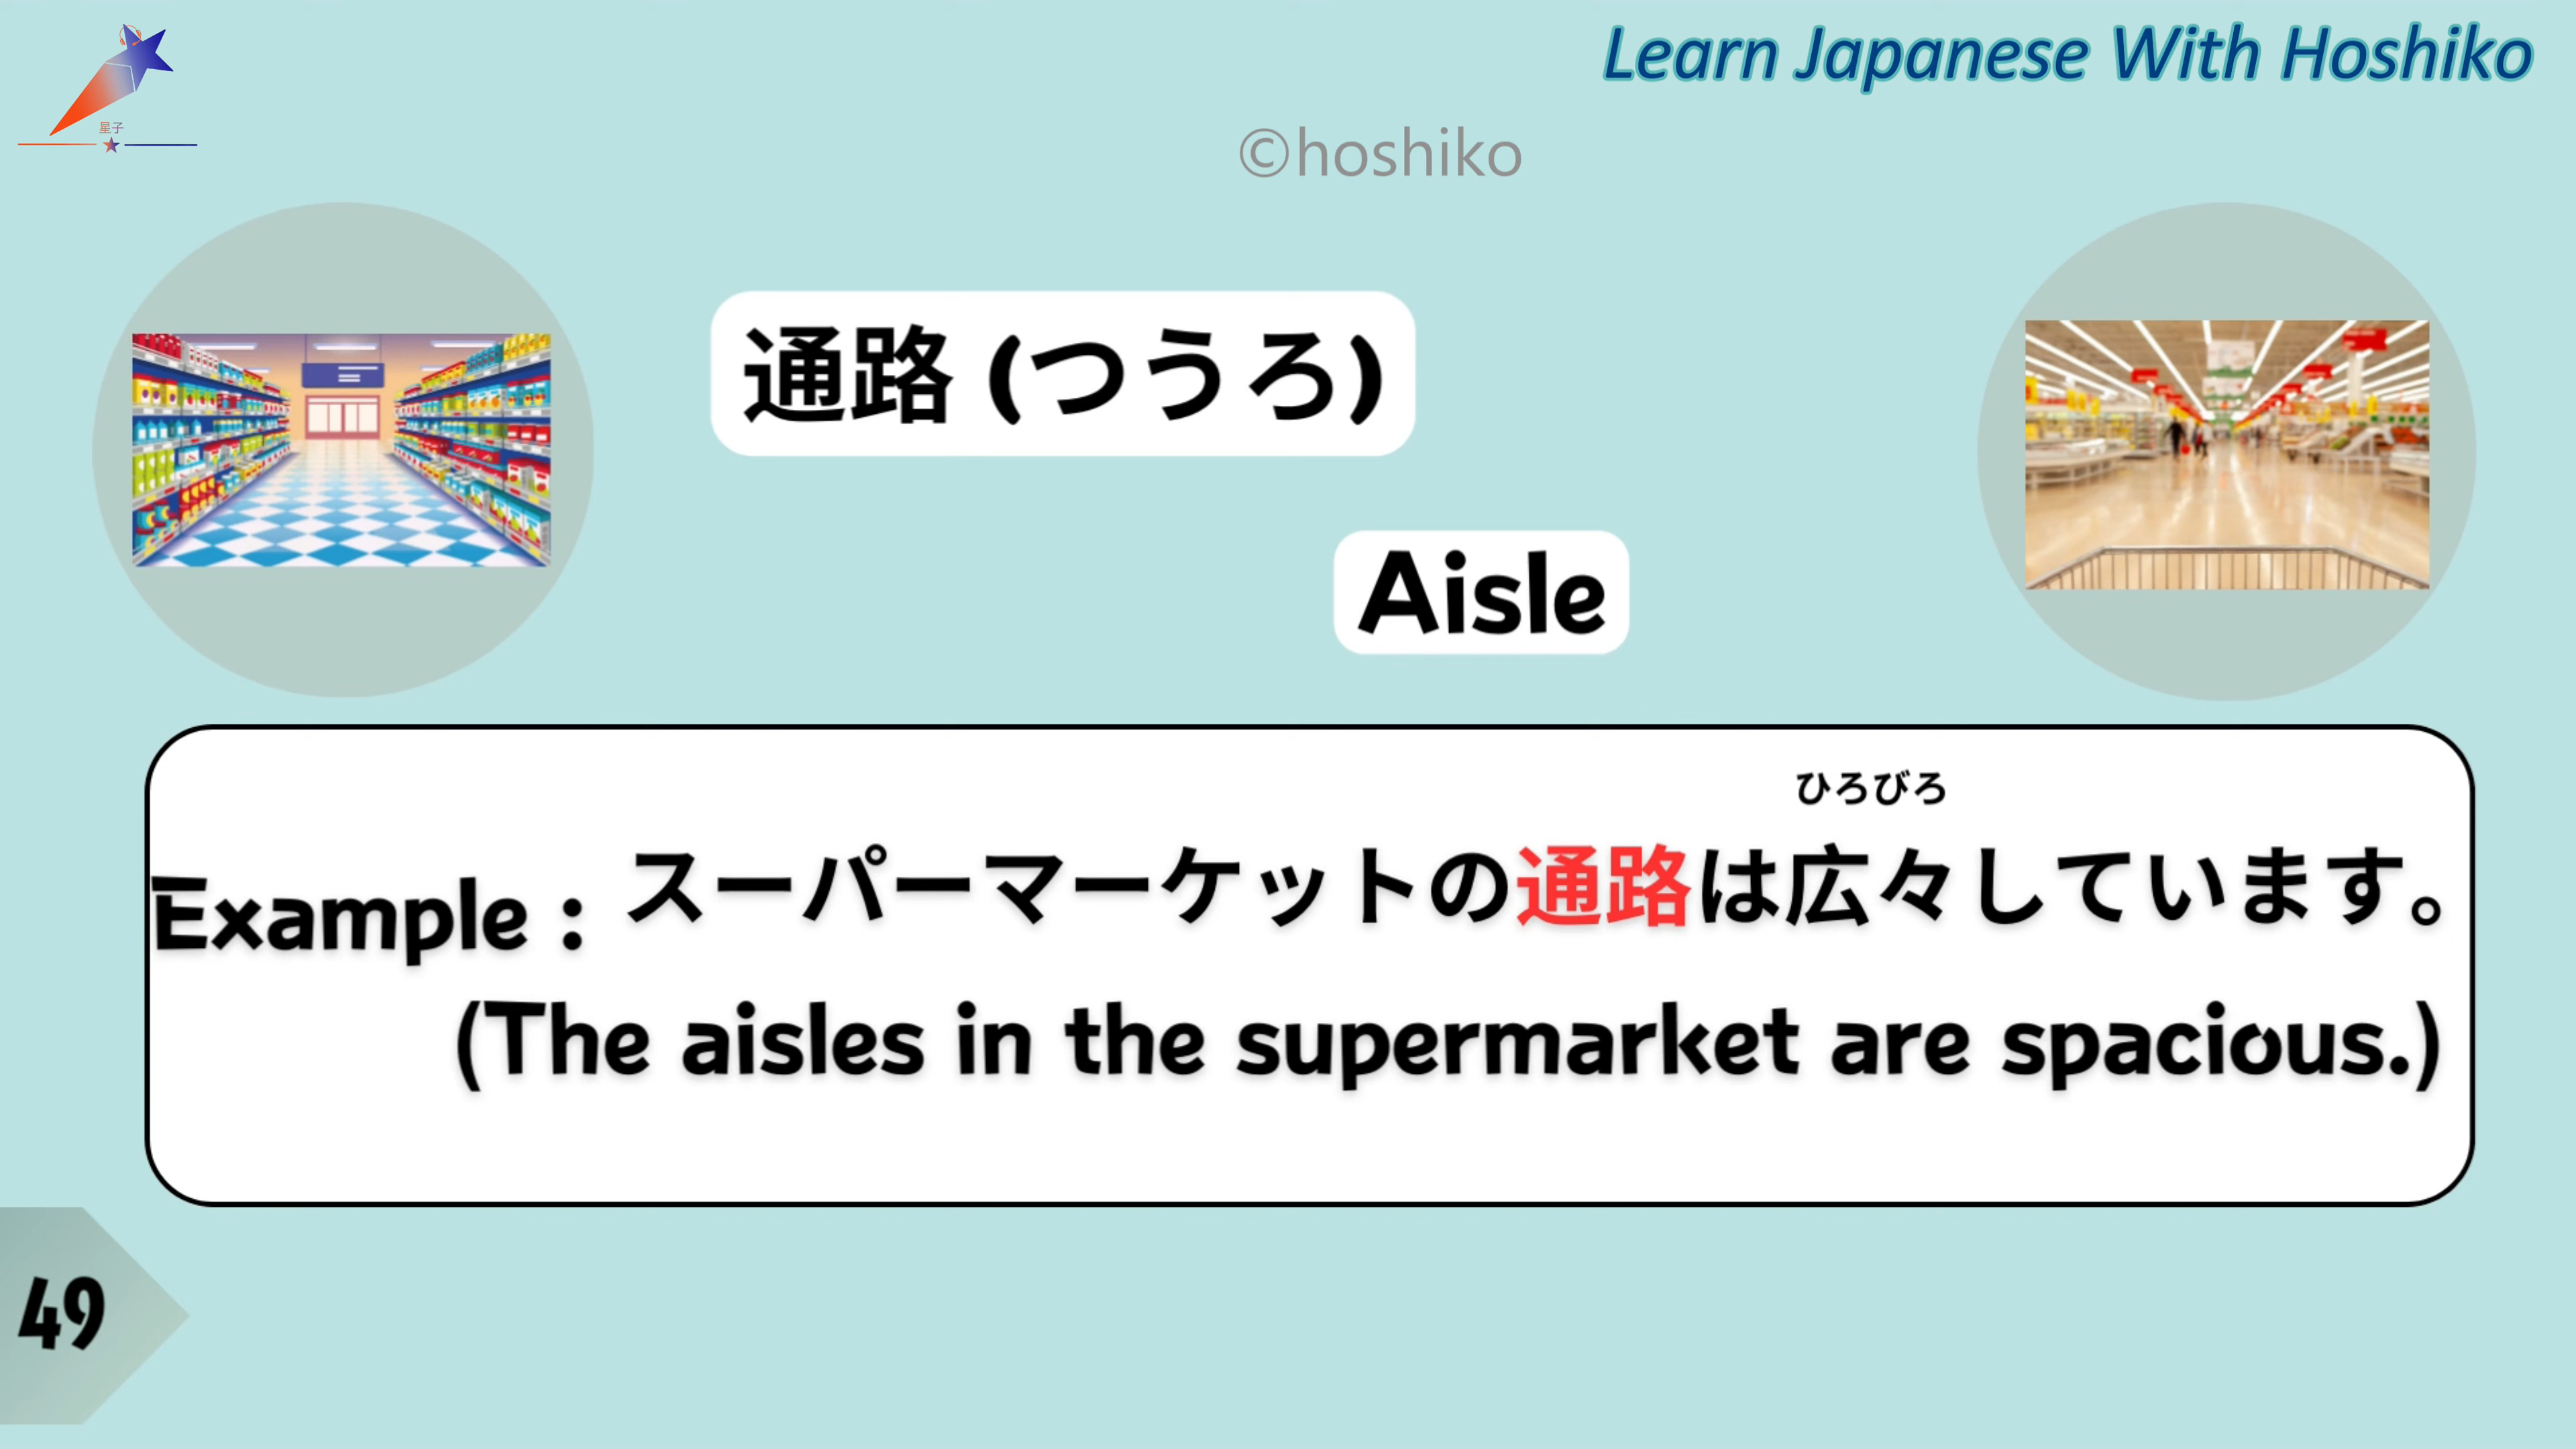 Learn Japanese With Hoshiko
星子
©hoshiko
通路 (つうろ)
Aisle
ひろびろ
Example : スーパーマーケットの通路は広々しています。
(The aisles in the supermarket are spacious.)
49